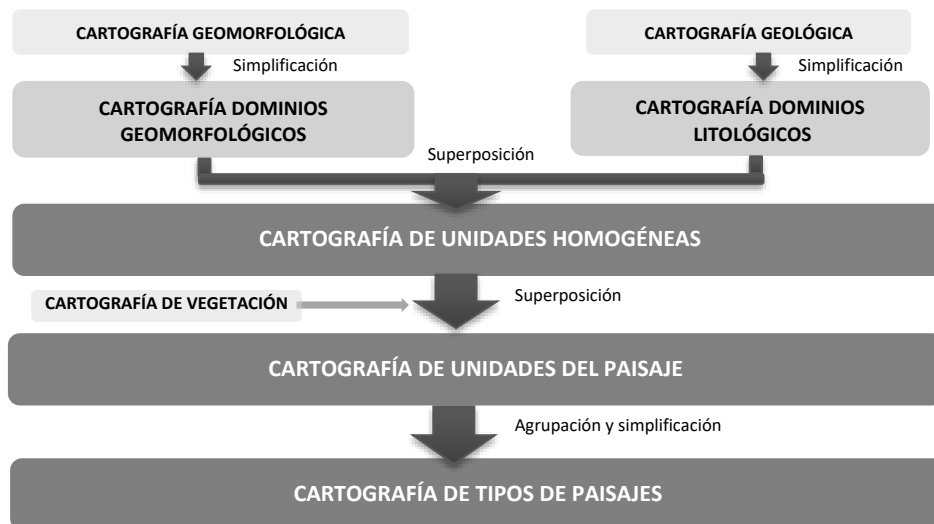 CARTOGRAFÍA GEOMORFOLÓGICA
CARTOGRAFÍA GEOLÓGICA
Simplificación
Simplificación
CARTOGRAFÍA DOMINIOS
GEOMORFOLÓGICOS
CARTOGRAFÍA DOMINIOS
LITOLÓGICOS
Superposición
CARTOGRAFÍA DE UNIDADES HOMOGÉNEAS
CARTOGRAFÍA DE VEGETACIÓN
Superposición
CARTOGRAFÍA DE UNIDADES DEL PAISAJE
Agrupación y simplificación
CARTOGRAFÍA DE TIPOS DE PAISAJES